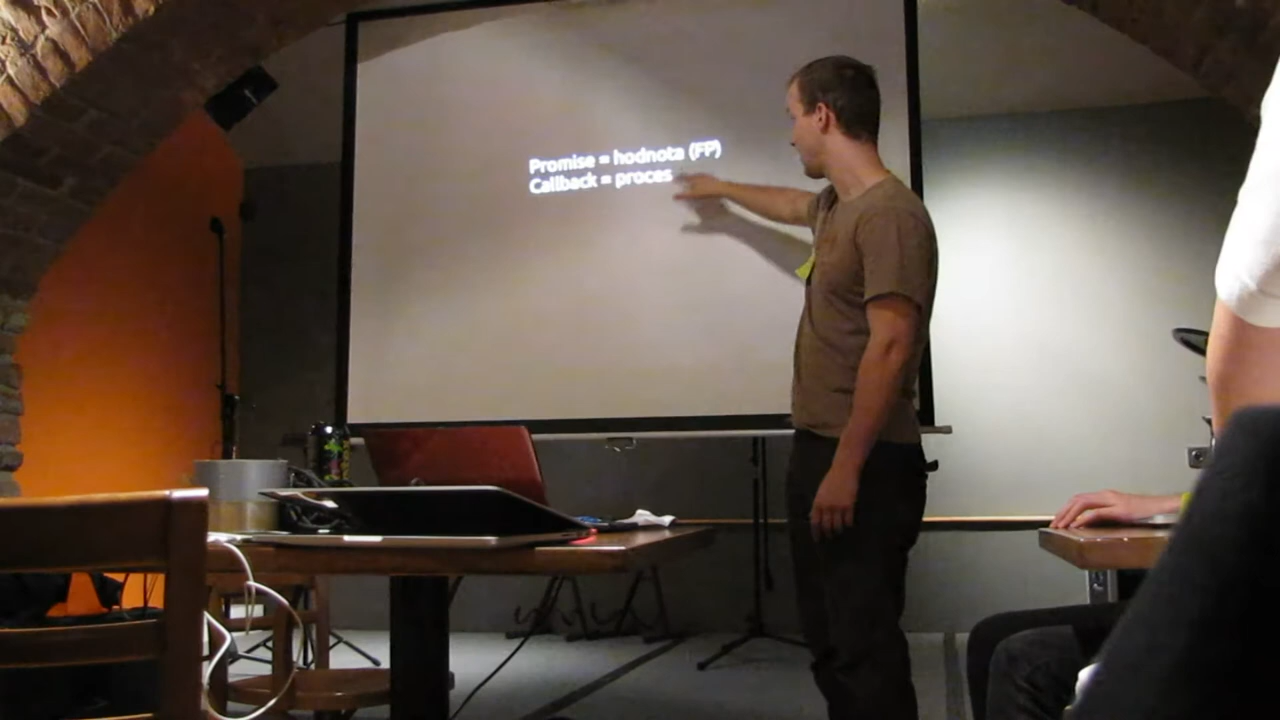 Promise = hodnota (FP)
Callback = proces